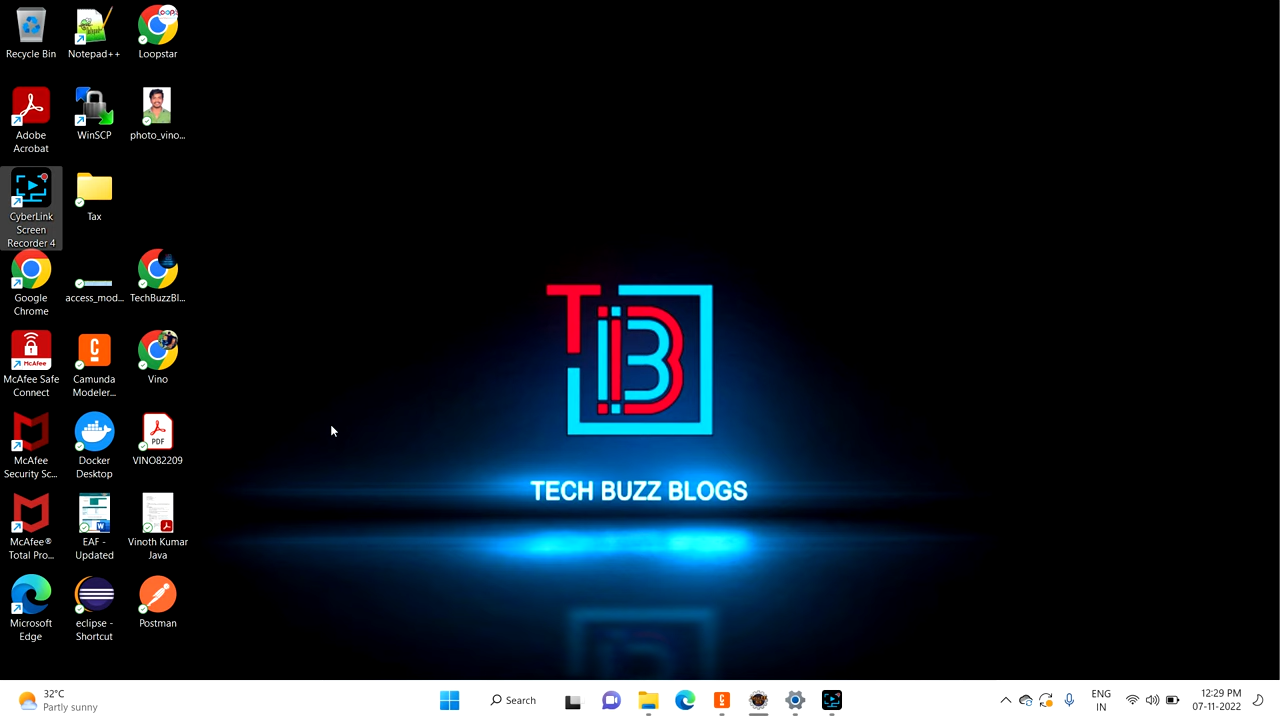 Recycle Bin
Notepad++
Loopstar
LOOP
Adobe
Acrobat
WinSCP
photo_vino...
CyberLink
Screen
Recorder 4
Tax
Google
Chrome
access_mod...
TechBuzzBl...
McAfee
McAfee Safe
Connect
Camunda
Modeler...
Vino
McAfee
Security Sc...
Docker
Desktop
PDF
VINO82209
McAfee®
Total Pro...
EAF -
Updated
Vinoth Kumar
Java
Microsoft
Edge
eclipse -
Shortcut
Postman
TECH BUZZ BLOGS
32°C
Partly sunny
Search
ENG
IN
12:29 PM
07-11-2022